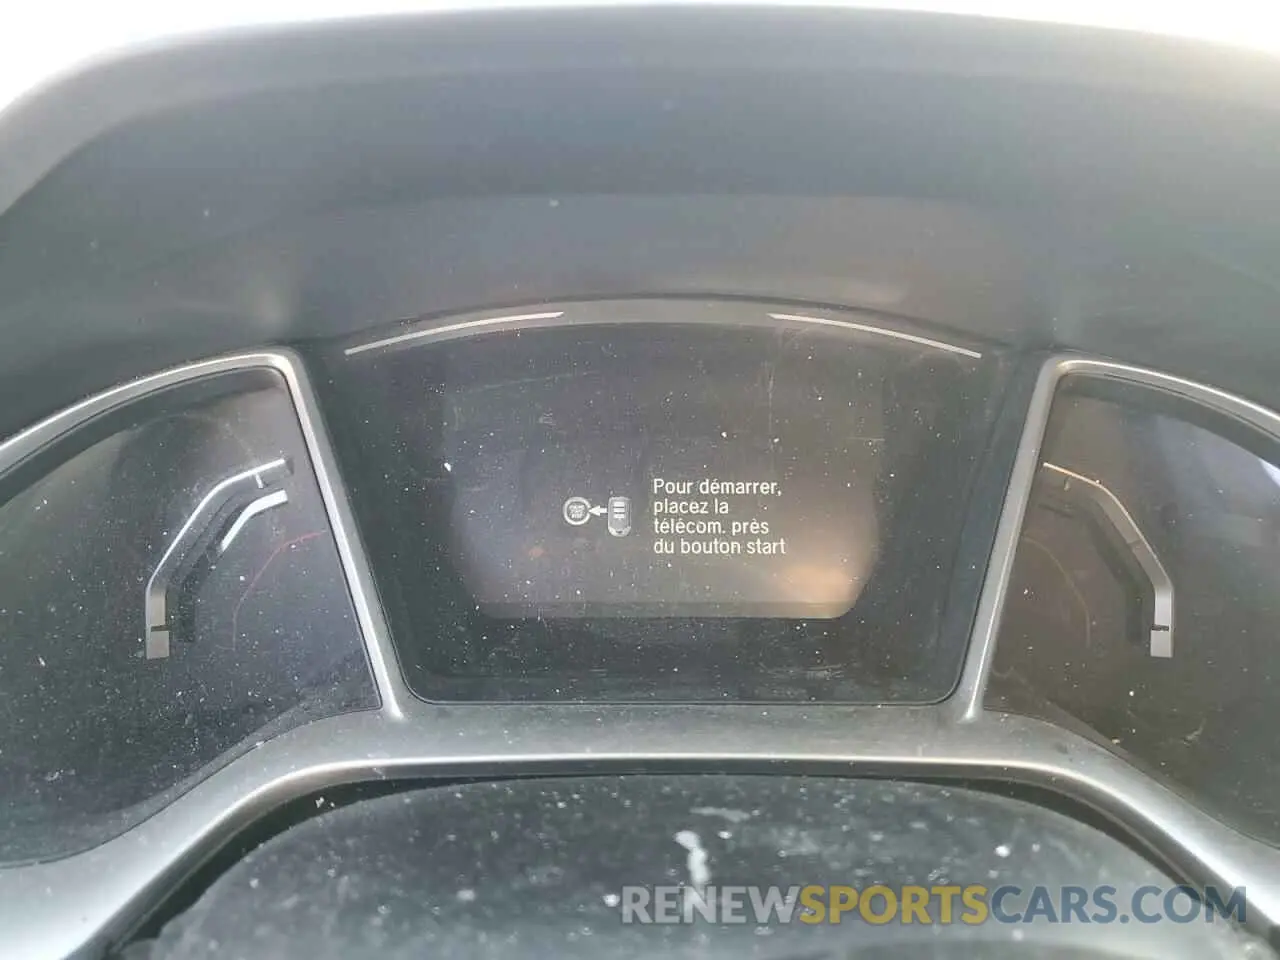 Pour démarrer,
placez la
télécom. près
du bouton start
RENEWSPORTSCARS.COM